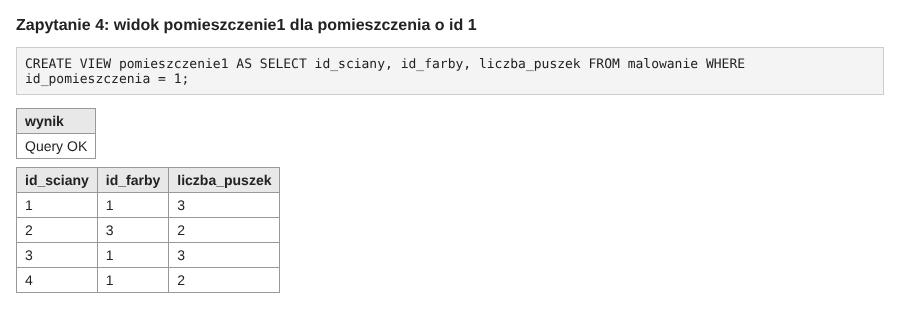 Zapytanie 4: widok pomieszczenie1 dla pomieszczenia o id 1
CREATE VIEW pomieszczenie1 AS SELECT id_sciany, id_farby, liczba_puszek FROM malowanie WHERE
id_pomieszczenia = 1;
wynik
Query OK
id_sciany id_farby liczba_puszek
1 1 3
2 3 2
3 1 3
4 1 2